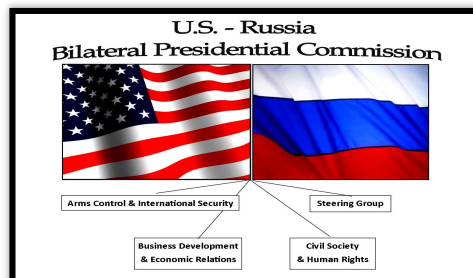 U.S. - Russia
Bilateral Presidential Commission
Arms Control & International Security
Steering Group
Business Development
& Economic Relations
Civil Society
& Human Rights